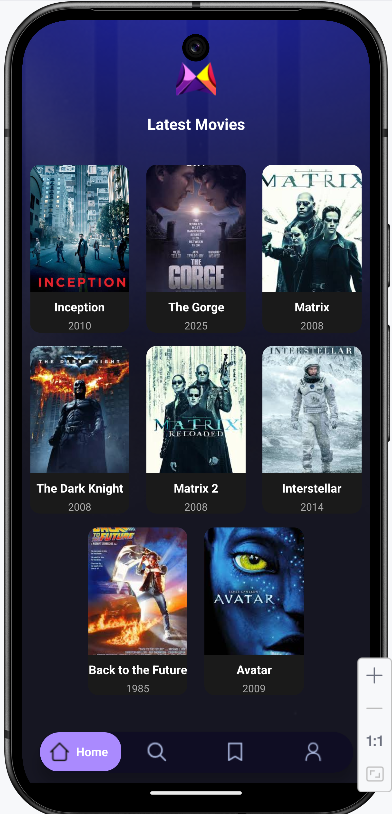 Latest Movies
INCEPTION
THE
GORGE
MATRIX
Inception
The Gorge
Matrix
2010
2025
2008
THE DARK KNIGHT
MATRIX
RELOADED
INTERSTELLAR
The Dark Knight
Matrix 2
Interstellar
2008
2008
2014
BACK TO
FUTURE
JAMES CAMERON
AVATAR
Back to the Future
Avatar
1985
2009
1:1
Home